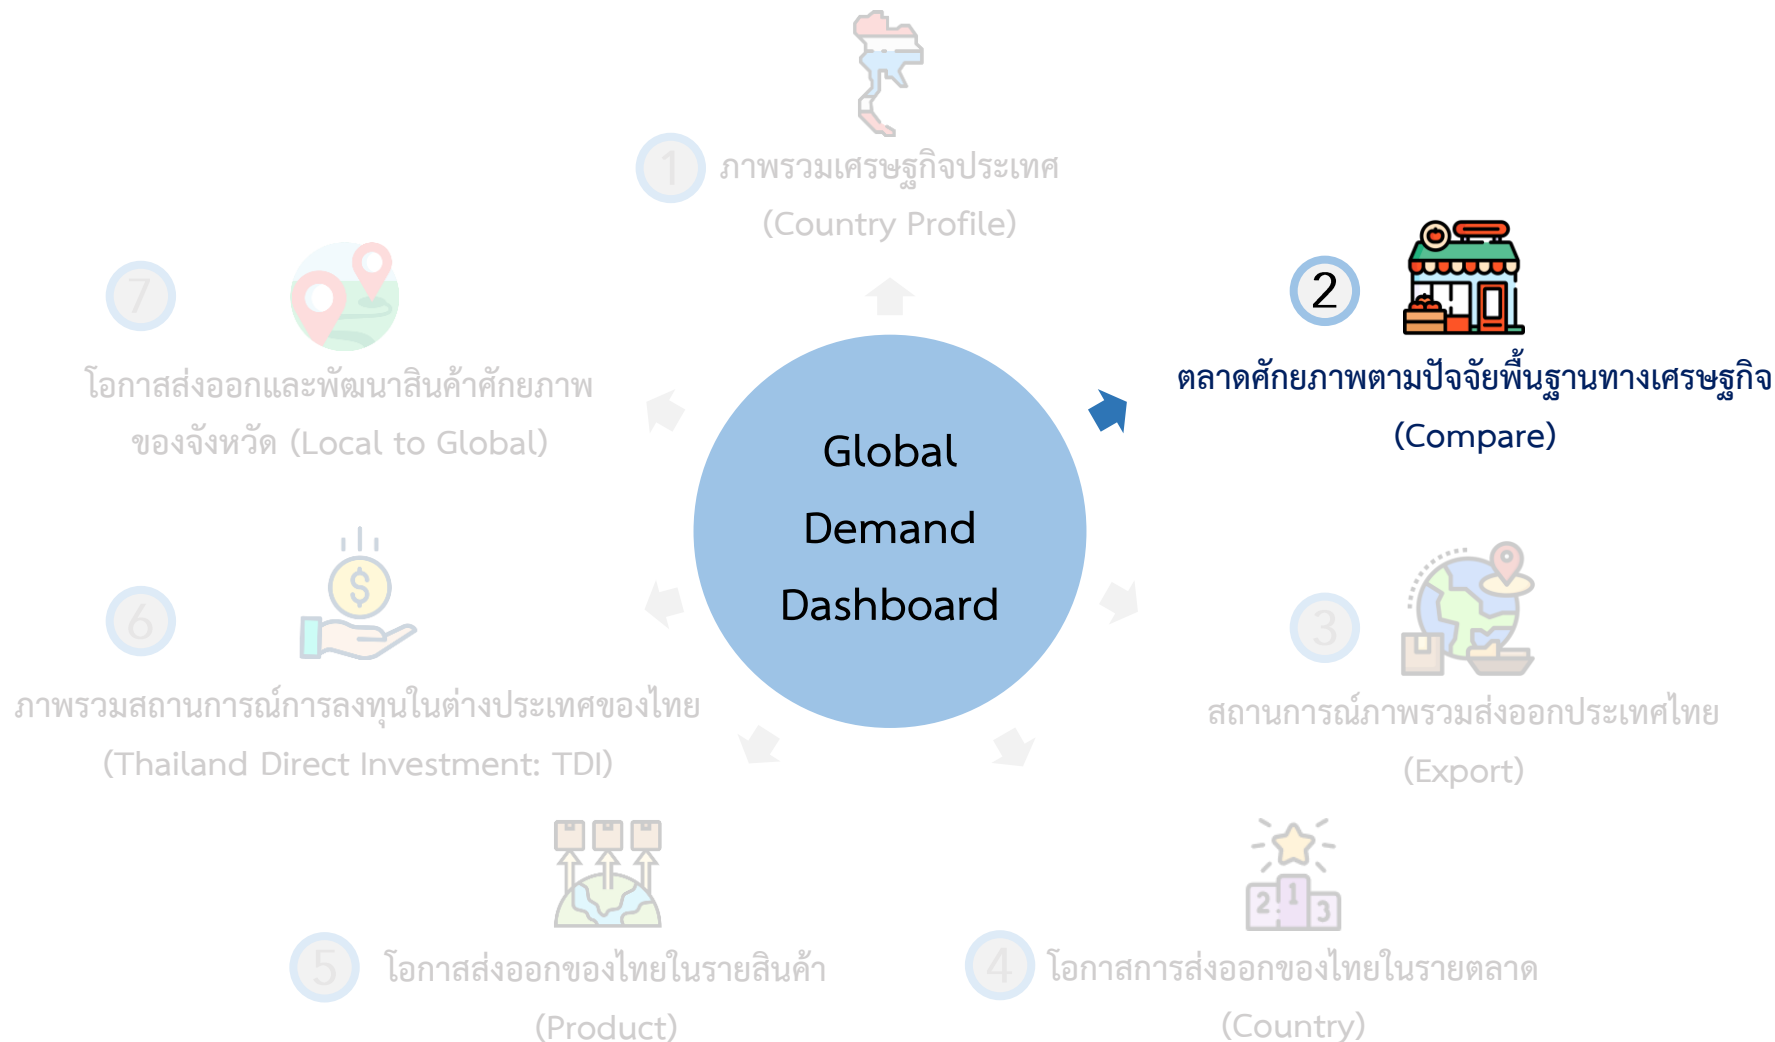 1
ภาพรวมเศรษฐกิจประเทศ
(Country Profile)
2
ตลาดศักยภาพตามปัจจัยพื้นฐานทางเศรษฐกิจ
(Compare)
3
สถานการณ์ภาพรวมส่งออกประเทศไทย
(Export)
2 1 3
4
โอกาสการส่งออกของไทยในรายตลาด
(Country)
5
โอกาสส่งออกของไทยในรายสินค้า
(Product)
$
6
ภาพรวมสถานการณ์การลงทุนในต่างประเทศของไทย
(Thailand Direct Investment: TDI)
7
โอกาสส่งออกและพัฒนาสินค้าศักยภาพ
ของจังหวัด (Local to Global)
Global
Demand
Dashboard